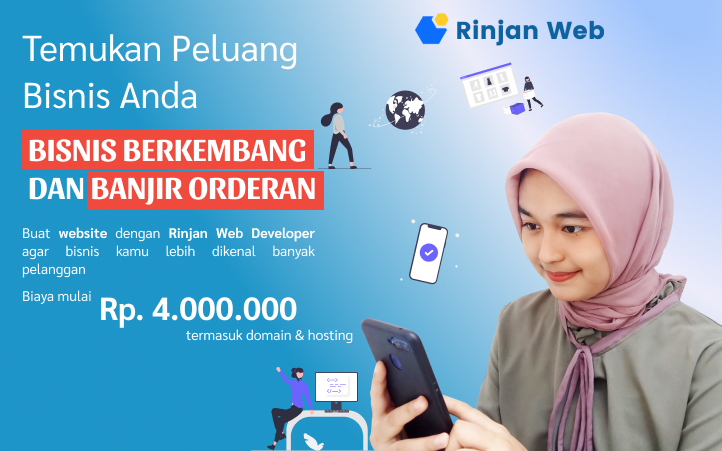 Rinjan Web
Temukan Peluang
Bisnis Anda
BISNIS BERKEMBANG
DAN BANJIR ORDERAN
Buat website dengan Rinjan Web Developer
agar bisnis kamu lebih dikenal banyak
pelanggan
Biaya mulai
Rp. 4.000.000
termasuk domain & hosting